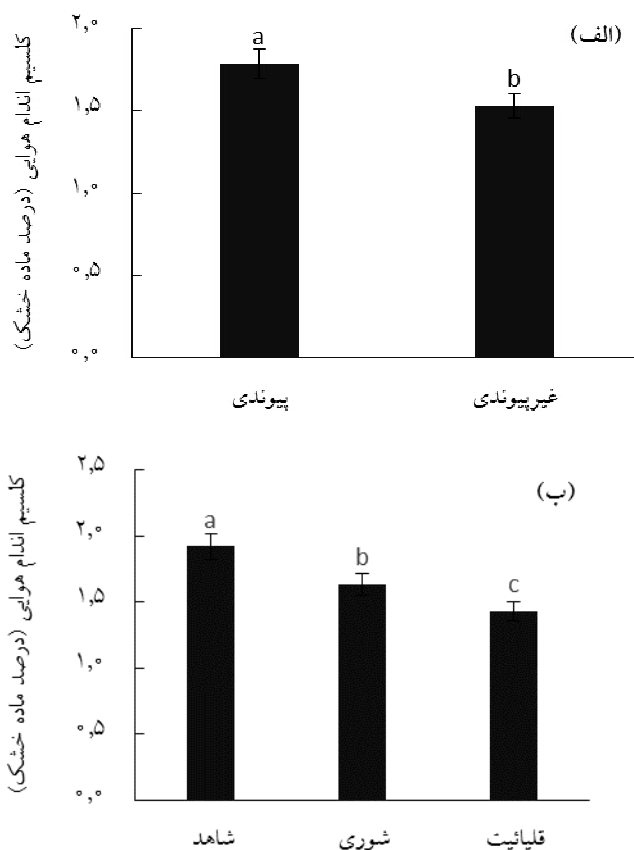 (الف)
کلسیم اندام هوایی (درصد ماده خشک)
۲,۰
۱,۵
۱,۰
۰,۵
۰,۰
a
b
پیوندی
غیرپیوندی
(ب)
کلسیم اندام هوایی (درصد ماده خشک)
۲,۵
۲,۰
۱,۵
۱,۰
۰,۵
۰,۰
a
b
c
شاهد
شوری
قلیائیت